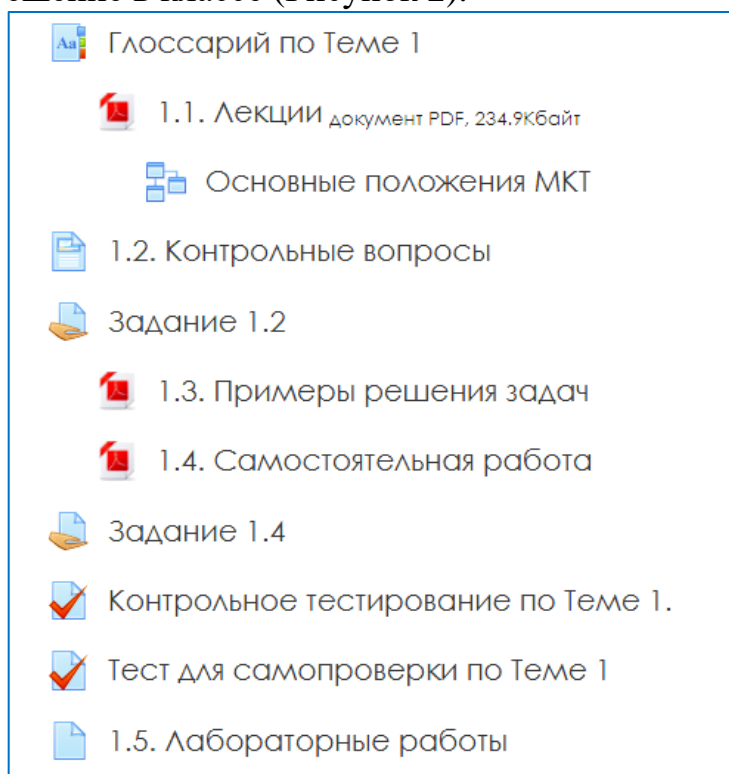 (Рисунок 2).
Глоссарий по Теме 1
1.1. Лекции документ PDF, 234.9Кбайт
Основные положения МКТ
1.2. Контрольные вопросы
Задание 1.2
1.3. Примеры решения задач
1.4. Самостоятельная работа
Задание 1.4
Контрольное тестирование по Теме 1.
Тест для самопроверки по Теме 1
1.5. Лабораторные работы